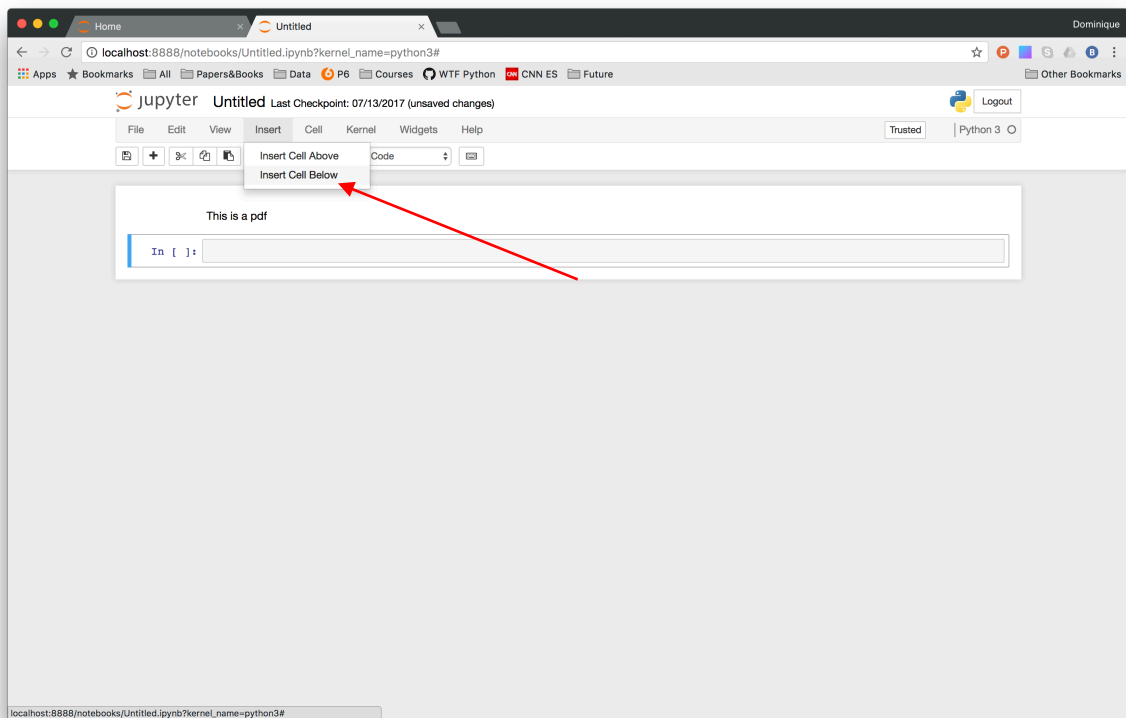 Home
Untitled
Dominique
localhost:8888/notebooks/Untitled.ipynb?kernel_name=python3#
Apps Bookmarks All Papers&Books Data P6 Courses WTF Python CNN CNN ES Future Other Bookmarks
jupyter Untitled Last Checkpoint: 07/13/2017 (unsaved changes) Logout
File Edit View Insert Cell Kernel Widgets Help Trusted Python 3
Insert Cell Above Code
Insert Cell Below
This is a pdf
In [ ]:
localhost:8888/notebooks/Untitled.ipynb?kernel_name=python3#